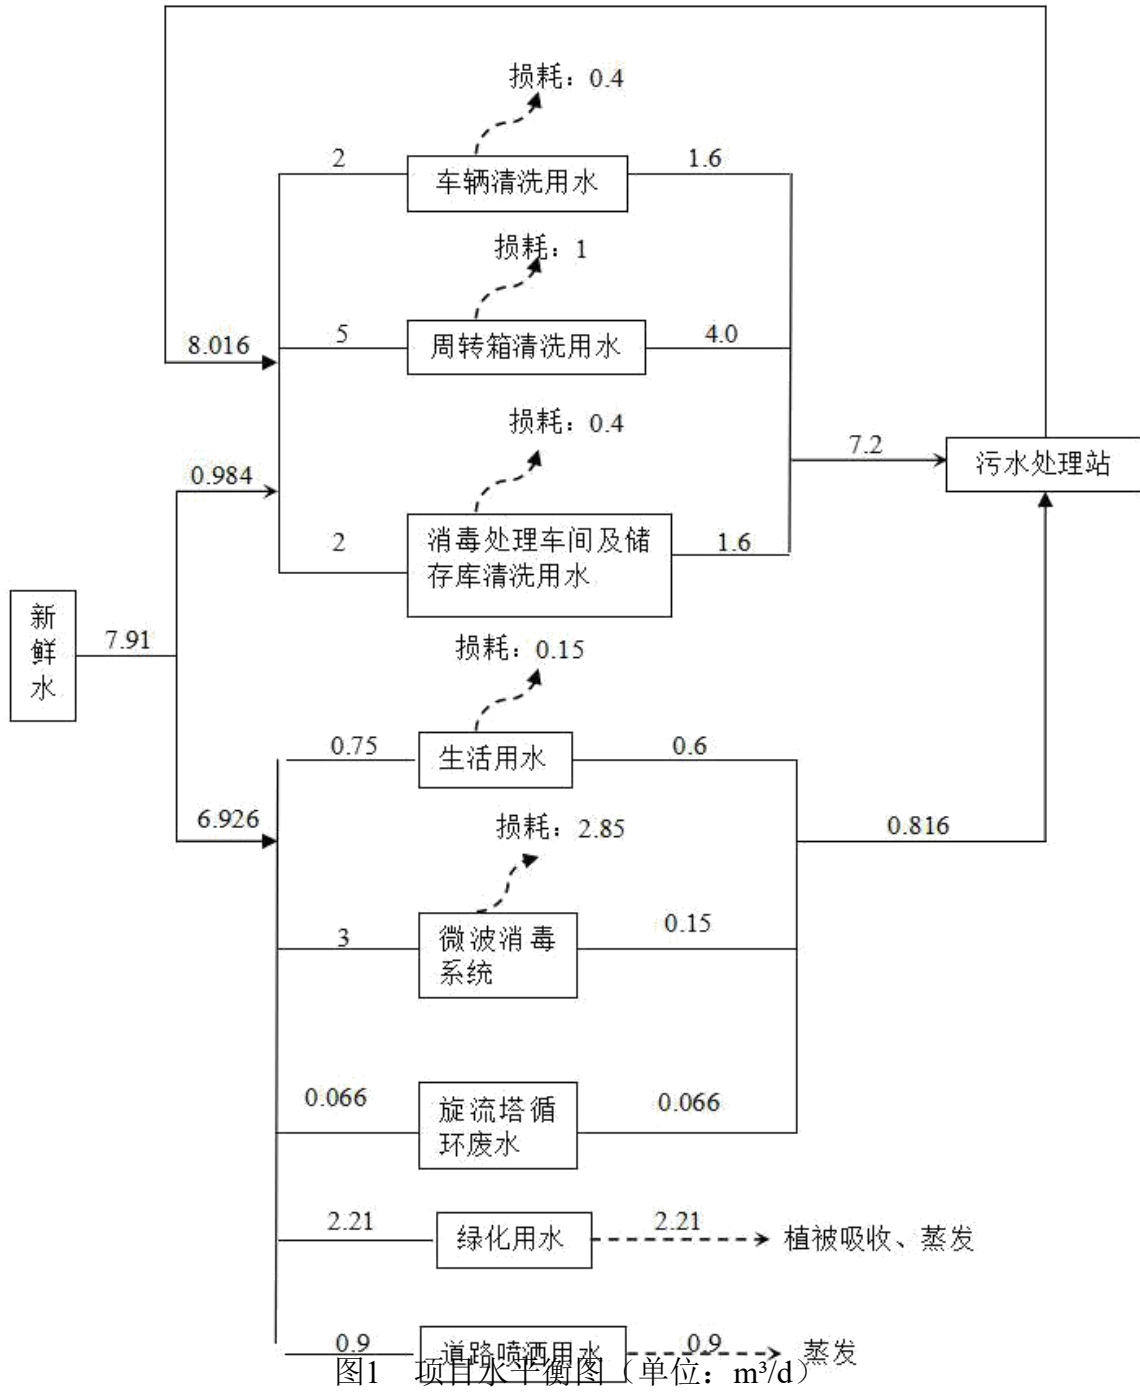 损耗：0.4
2
车辆清洗用水
1.6
损耗：1
8.016
5
周转箱清洗用水
4.0
损耗：0.4
0.984
7.2
污水处理站
2
消毒处理车间及储
存库清洗用水
1.6
新
鲜
水
7.91
损耗：0.15
0.75
生活用水
0.6
6.926
损耗：2.85
0.816
3
微波消毒
系统
0.15
0.066
旋流塔循
环废水
0.066
2.21
绿化用水
2.21
植被吸收、蒸发
0.9
道路喷洒用水
0.9
蒸发
图1 项目水平衡图（单位：m³/d）